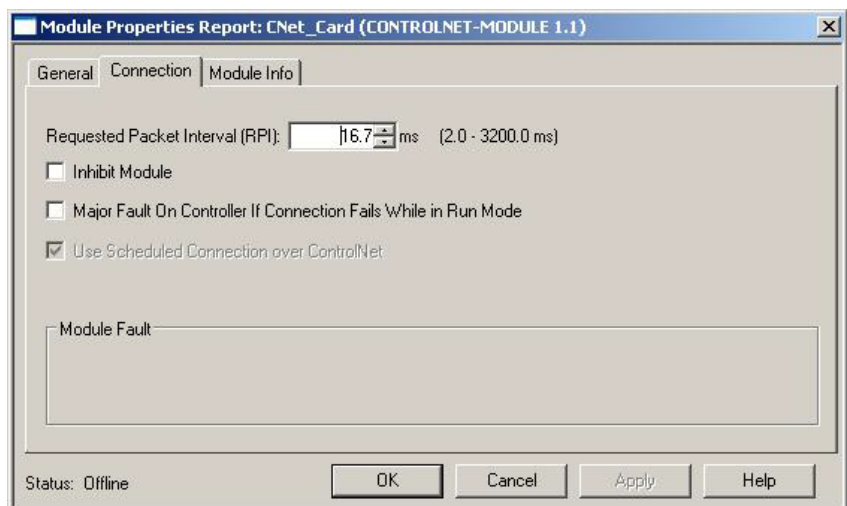 Module Properties Report: CNet_Card (CONTROLNET-MODULE 1.1)
General Connection Module Info
Requested Packet Interval (RPI): 16.7 ms (2.0 - 3200.0 ms)
Inhibit Module
Major Fault On Controller If Connection Fails While in Run Mode
Use Scheduled Connection over ControlNet
Module Fault
Status: Offline OK Cancel Apply Help